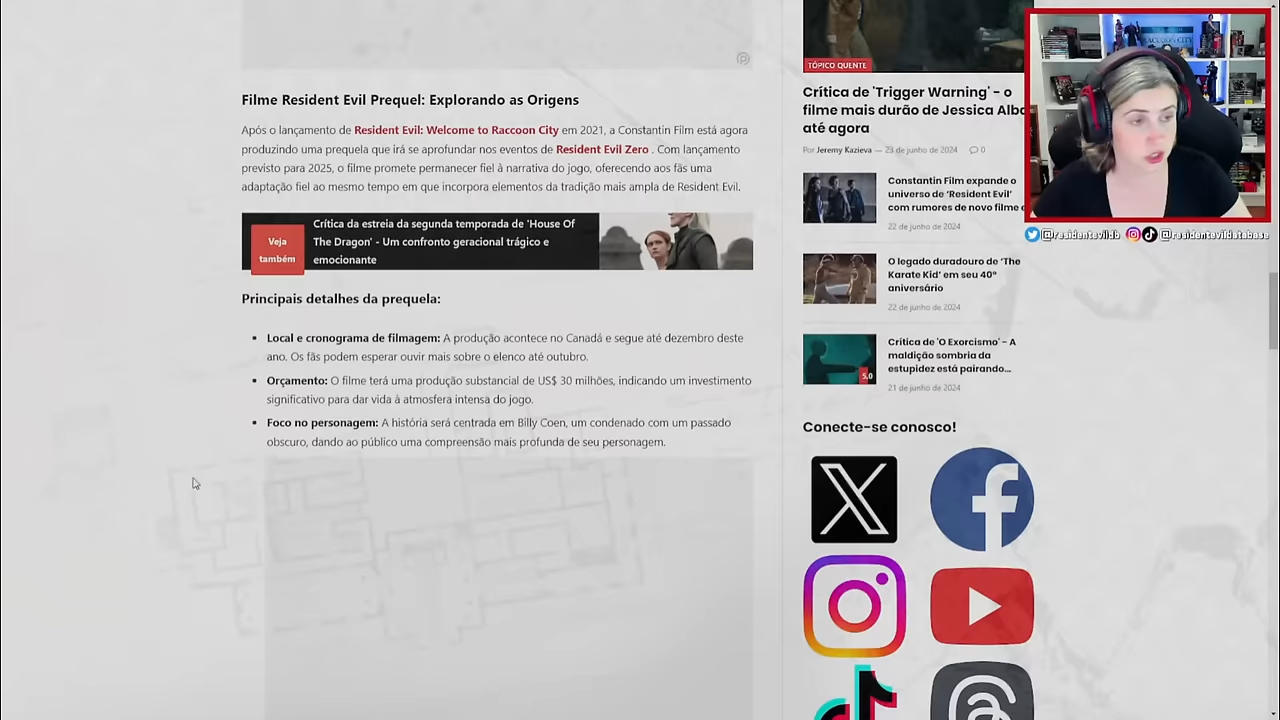 Filme Resident Evil Prequel: Explorando as Origens
Após o lançamento de Resident Evil: Welcome to Raccoon City em 2021, a Constantin Film está agora
produzindo uma prequela que irá se aprofundar nos eventos de Resident Evil Zero . Com lançamento
previsto para 2025, o filme promete permanecer fiel à narrativa do jogo, oferecendo aos fãs uma
adaptação fiel ao mesmo tempo em que incorpora elementos da tradição mais ampla de Resident Evil.
Veja
também
Crítica da estreia da segunda temporada de 'House Of
The Dragon' - Um confronto geracional trágico e
emocionante
Principais detalhes da prequela:
▪ Local e cronograma de filmagem: A produção acontece no Canadá e segue até dezembro deste
ano. Os fãs podem esperar ouvir mais sobre o elenco até outubro.
▪ Orçamento: O filme terá uma produção substancial de US$ 30 milhões, indicando um investimento
significativo para dar vida à atmosfera intensa do jogo.
▪ Foco no personagem: A história será centrada em Billy Coen, um condenado com um passado
obscuro, dando ao público uma compreensão mais profunda de seu personagem.
TÓPICO QUENTE
Crítica de 'Trigger Warning' - o
filme mais durão de Jessica Alba
até agora
Por Jeremy Kazieva — 23 de junho de 2024 0
Constantin Film expande o
universo de ‘Resident Evil’
com rumores de novo filme
22 de junho de 2024
O legado duradouro de ‘The
Karate Kid’ em seu 40º
aniversário
22 de junho de 2024
Crítica de 'O Exorcismo' - A
maldição sombria da
estupidez está pairando...
5,0
21 de junho de 2024
Conecte-se conosco!
@residentevildb @residentevildatabase